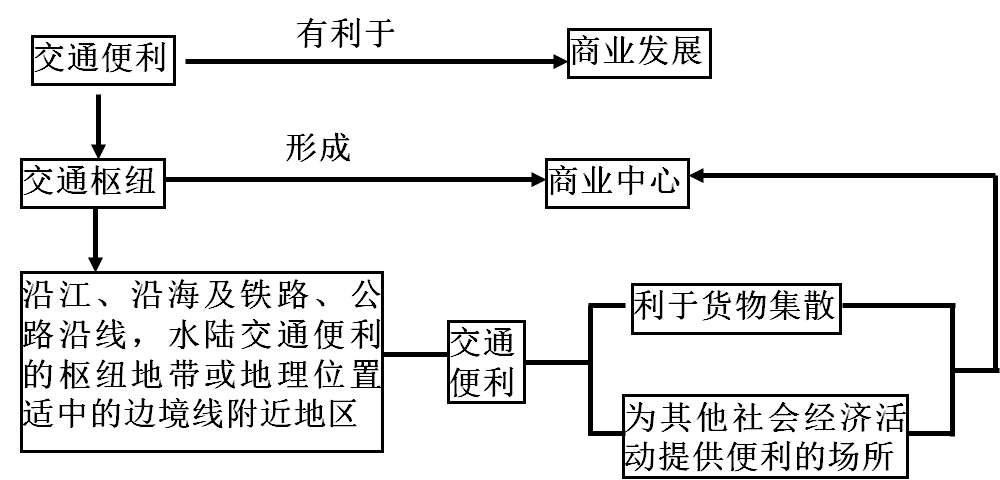 有利于
交通便利
商业发展
形成
交通枢纽
商业中心
沿江、沿海及铁路、公
路沿线，水陆交通便利
的枢纽地带或地理位置
适中的边境线附近地区
交通
便利
利于货物集散
为其他社会经济活
动提供便利的场所